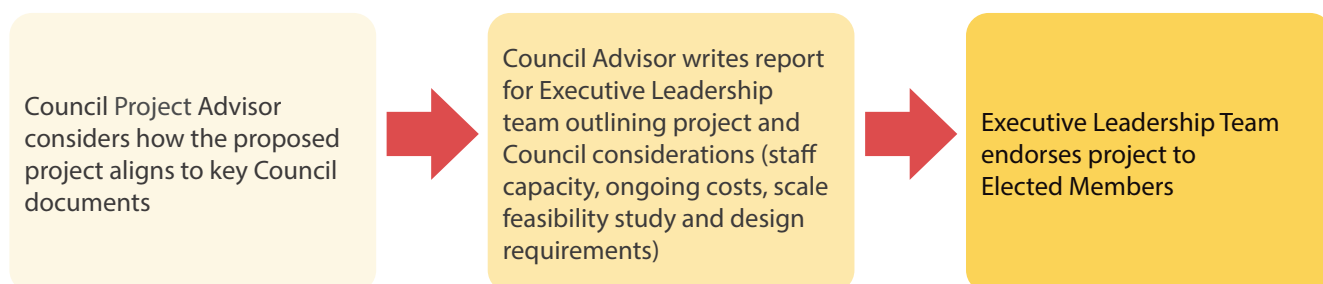 Council Project Advisor
considers how the proposed
project aligns to key Council
documents
Council Advisor writes report
for Executive Leadership
team outlining project and
Council considerations (staff
capacity, ongoing costs, scale
feasibility study and design
requirements)
Executive Leadership Team
endorses project to
Elected Members